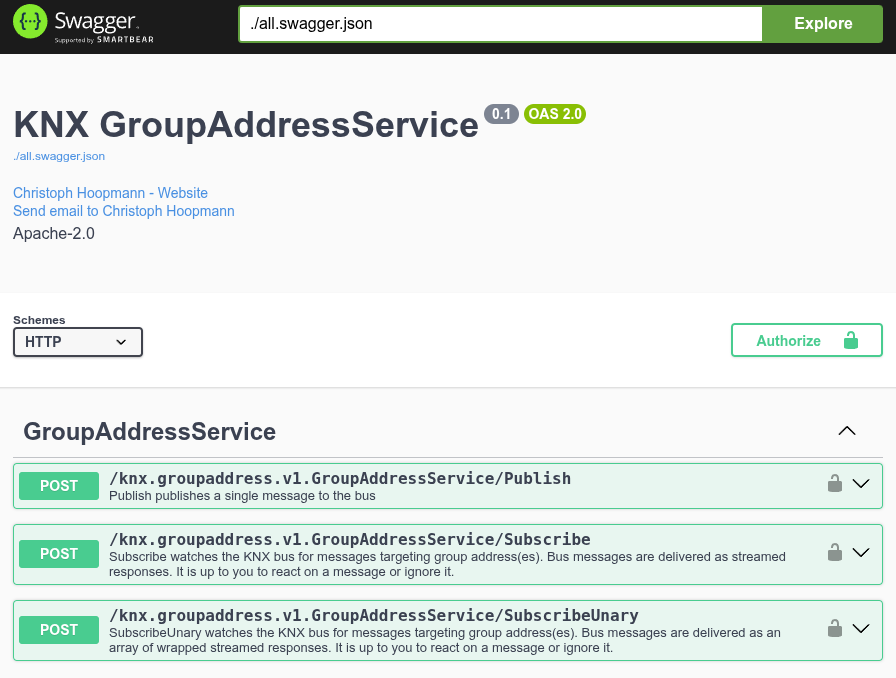 Swagger
Supported by SMARTBEAR
./all.swagger.json
Explore
KNX GroupAddressService 0.1 OAS 2.0
./all.swagger.json
Christoph Hoopmann - Website
Send email to Christoph Hoopmann
Apache-2.0
Schemes
HTTP
Authorize
GroupAddressService
POST /knx.groupaddress.v1.GroupAddressService/Publish
Publish publishes a single message to the bus
POST /knx.groupaddress.v1.GroupAddressService/Subscribe
Subscribe watches the KNX bus for messages targeting group address(es). Bus messages are delivered as streamed
responses. It is up to you to react on a message or ignore it.
POST /knx.groupaddress.v1.GroupAddressService/SubscribeUnary
SubscribeUnary watches the KNX bus for messages targeting group address(es). Bus messages are delivered as an
array of wrapped streamed responses. It is up to you to react on a message or ignore it.